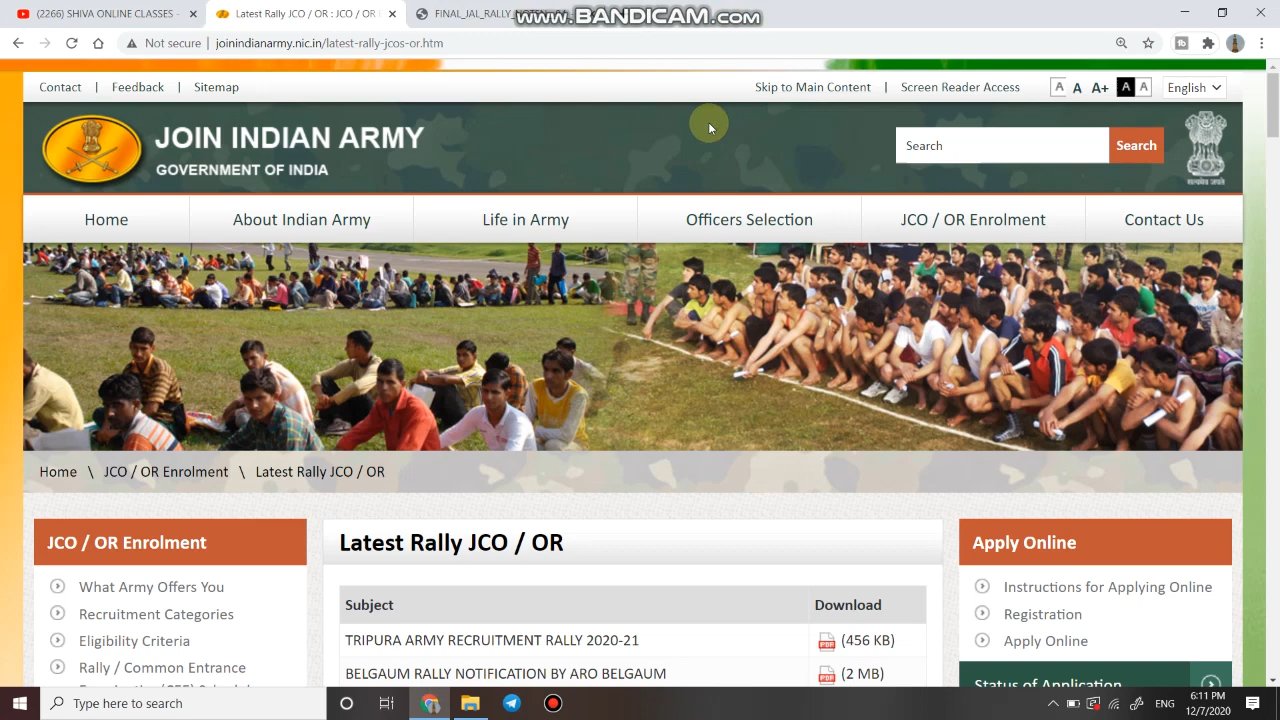 (2266) SHIVA ONLINE CLASSES -
Latest Rally JCO / OR : JCO / OR
FINAL_JAL_RALLY_NOTEN
www.BANDICAM.com
Not secure | joinindianarmy.nic.in/latest-rally-jcos-or.htm
Contact | Feedback | Sitemap
Skip to Main Content | Screen Reader Access
A A A+ A A English
JOIN INDIAN ARMY
GOVERNMENT OF INDIA
Search Search
सत्यमेव जयते
Home About Indian Army Life in Army Officers Selection JCO / OR Enrolment Contact Us
Home \ JCO / OR Enrolment \ Latest Rally JCO / OR
JCO / OR Enrolment
What Army Offers You
Recruitment Categories
Eligibility Criteria
Rally / Common Entrance
Latest Rally JCO / OR
Subject Download
TRIPURA ARMY RECRUITMENT RALLY 2020-21 PDF (456 KB)
BELGAUM RALLY NOTIFICATION BY ARO BELGAUM PDF (2 MB)
Apply Online
Instructions for Applying Online
Registration
Apply Online
Status of Application
Type here to search
ENG
6:11 PM
12/7/2020